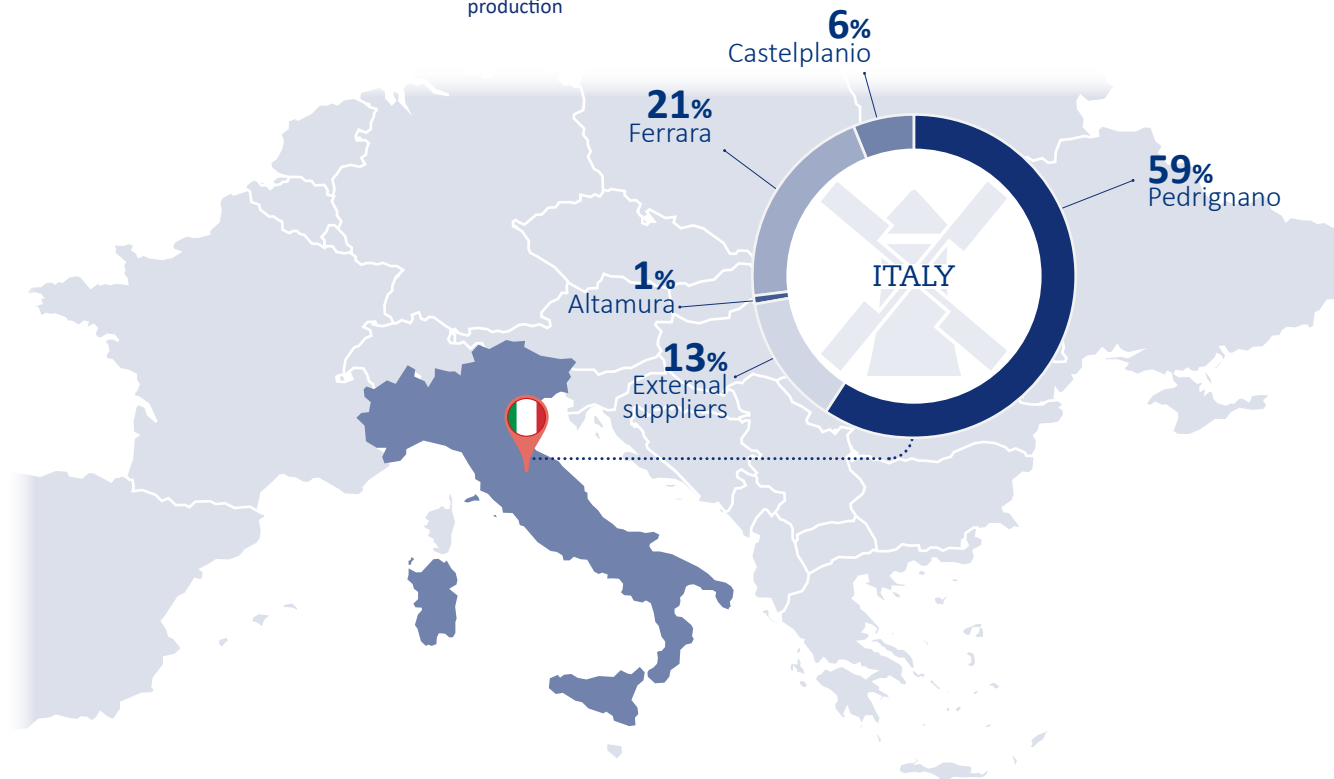 production
6%
Castelplanio
21%
Ferrara
59%
Pedrignano
ITALY
1%
Altamura
13%
External
suppliers